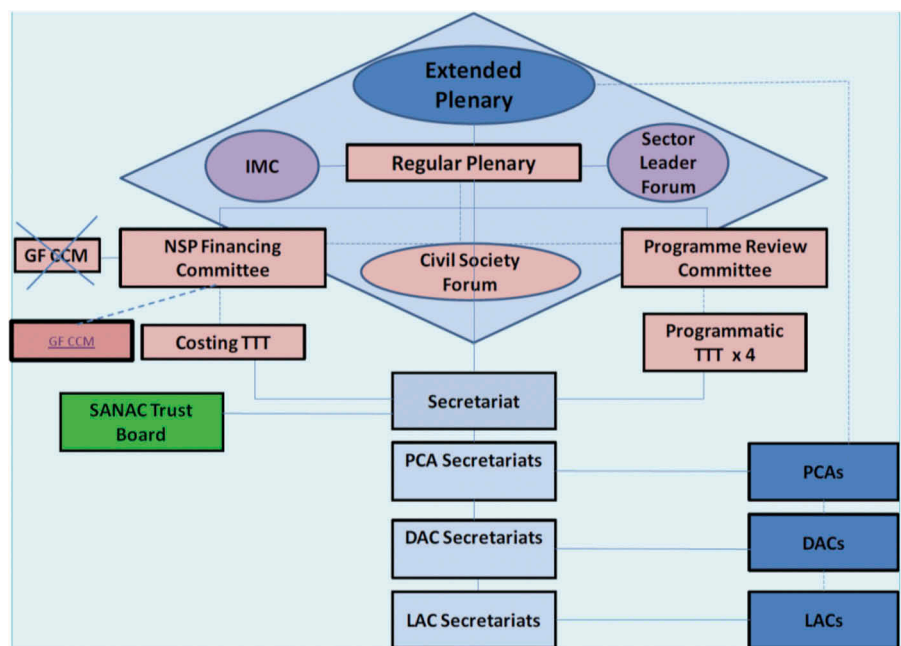 Extended
Plenary
IMC
Regular Plenary
Sector
Leader
Forum
GF CCM
NSP Financing
Committee
Civil Society
Forum
Programme Review
Committee
GF CCM
Costing TTT
Programmatic
TTT x 4
SANAC Trust
Board
Secretariat
PCA Secretariats
PCAs
DAC Secretariats
DACs
LAC Secretariats
LACs